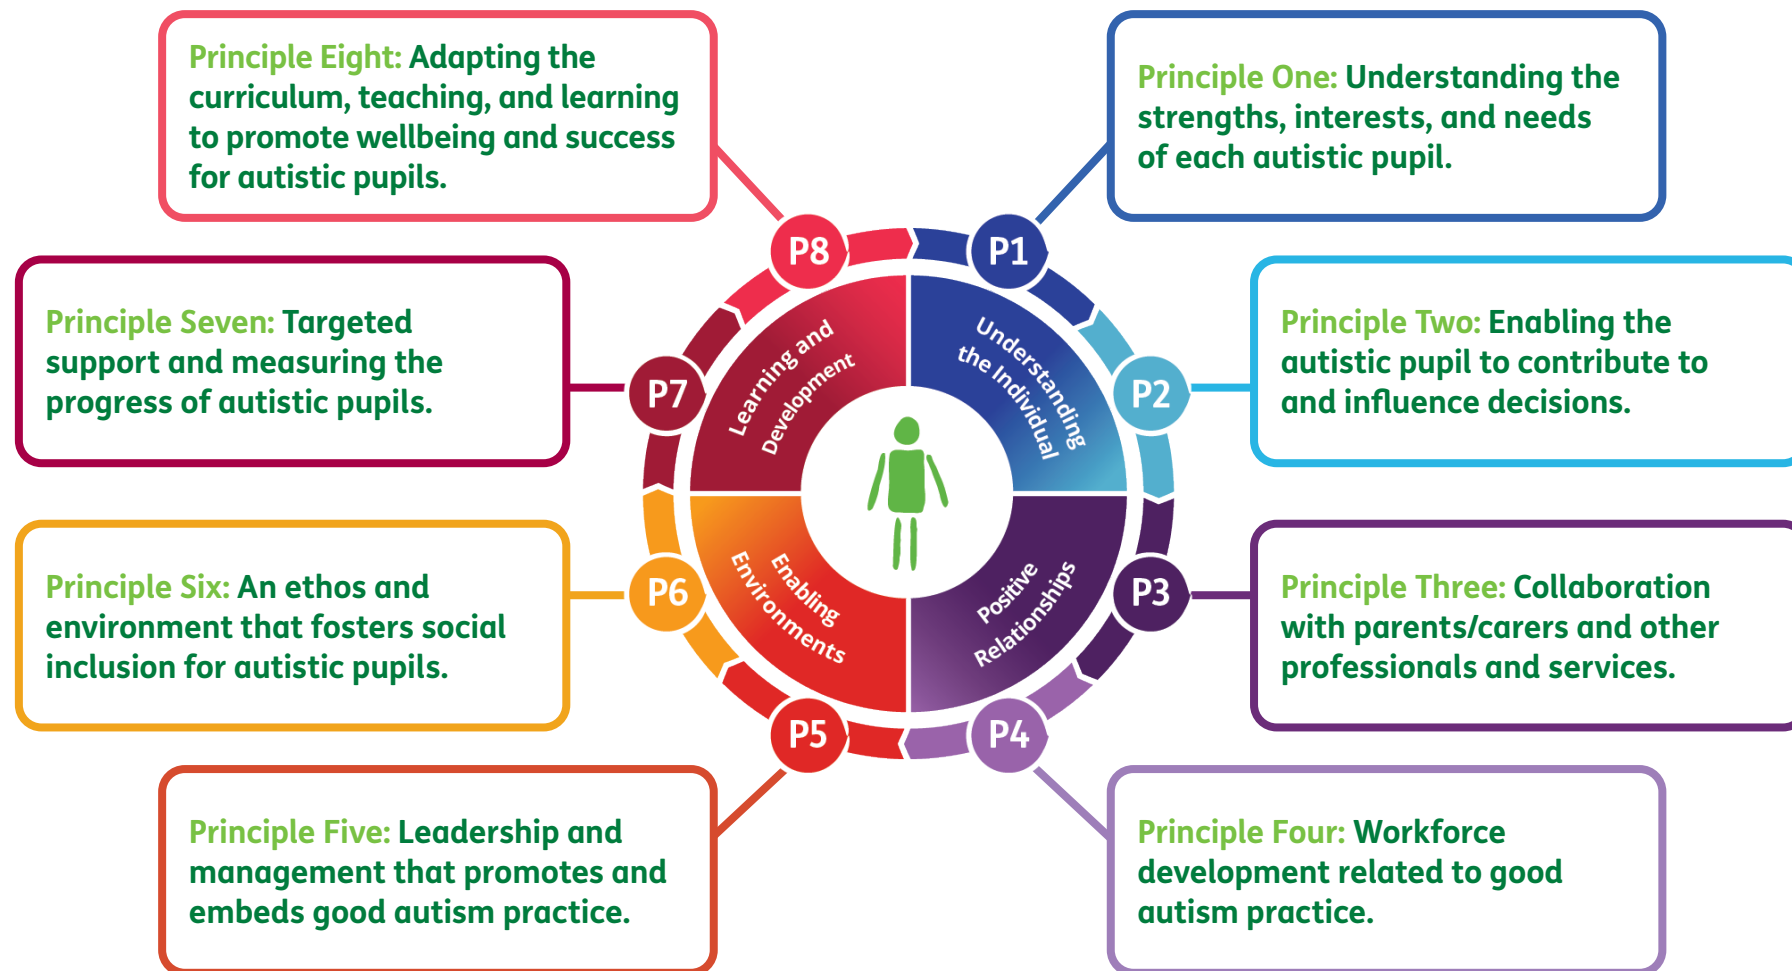 Principle Eight: Adapting the
curriculum, teaching, and learning
to promote wellbeing and success
for autistic pupils.
Principle One: Understanding the
strengths, interests, and needs
of each autistic pupil.
P8
P1
Principle Seven: Targeted
support and measuring the
progress of autistic pupils.
Principle Two: Enabling the
autistic pupil to contribute to
and influence decisions.
P7
P2
Learning and
Development
Understanding
the Individual
Enabling
Environments
Positive
Relationships
Principle Six: An ethos and
environment that fosters social
inclusion for autistic pupils.
P6
P3
Principle Three: Collaboration
with parents/carers and other
professionals and services.
P5
P4
Principle Five: Leadership and
management that promotes and
embeds good autism practice.
Principle Four: Workforce
development related to good
autism practice.